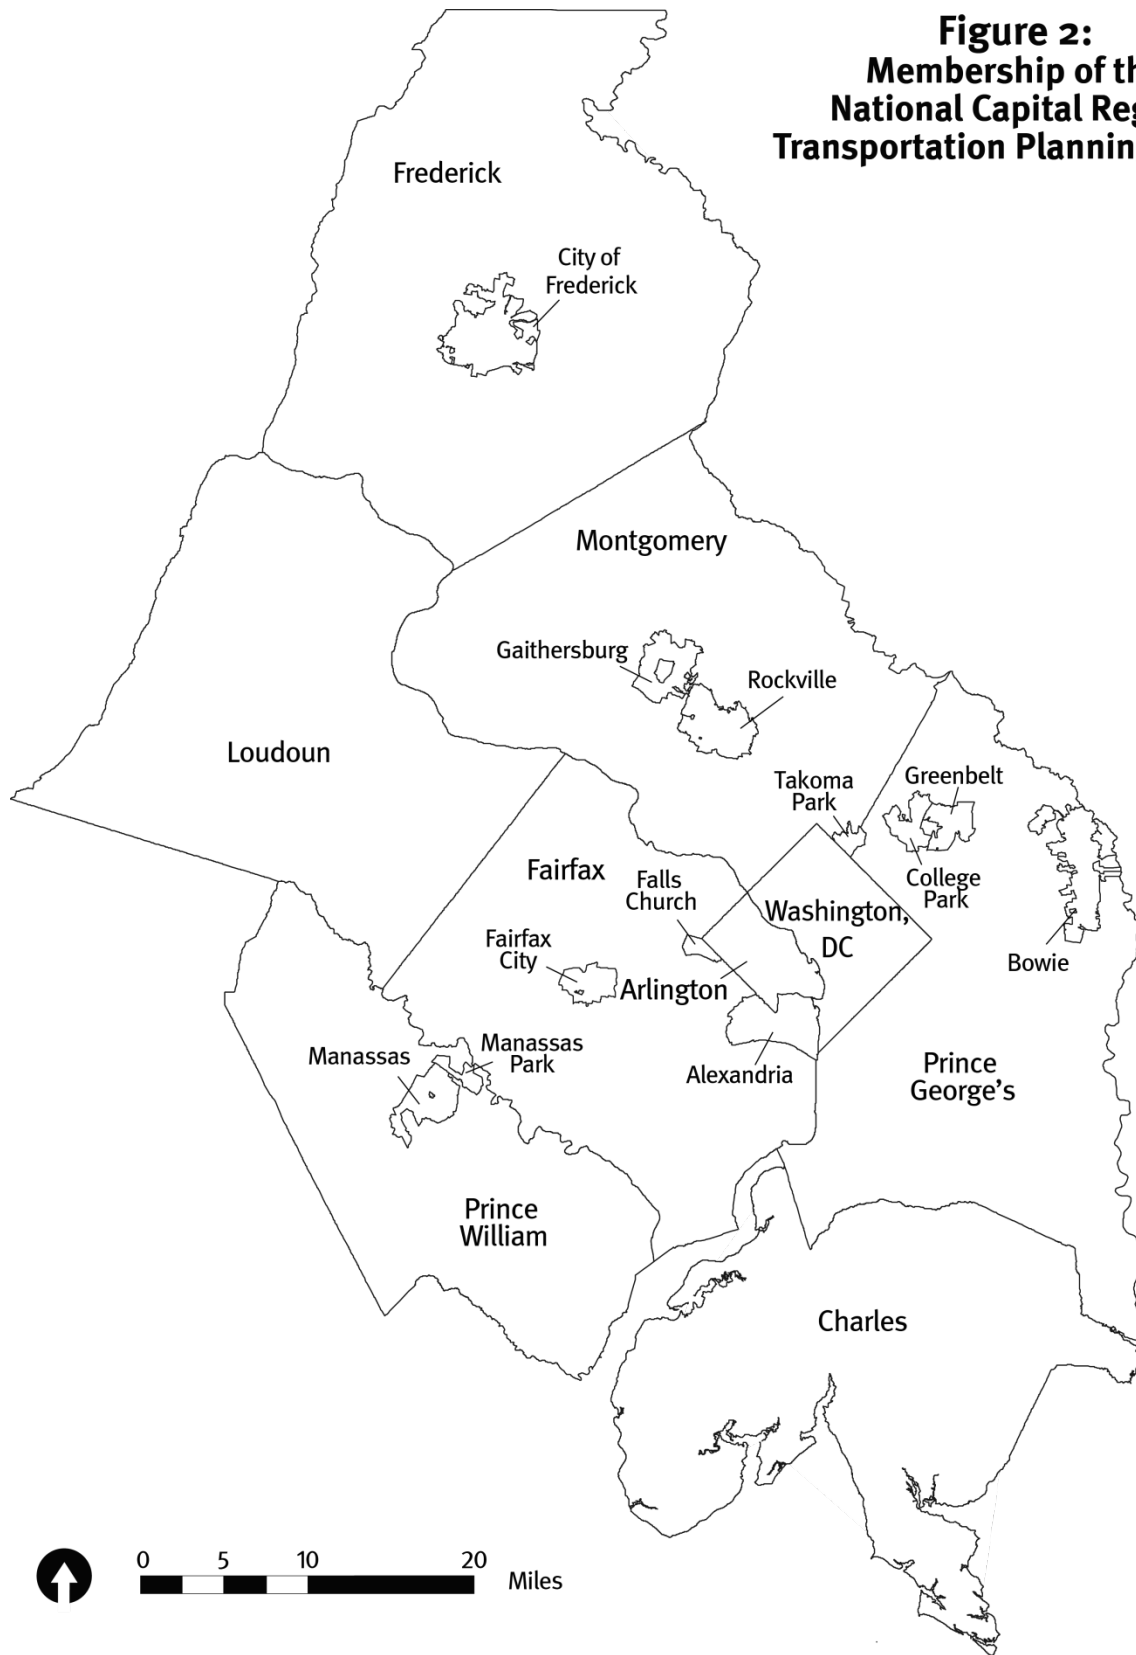 Figure 2:
Membership of th
National Capital Reg
Transportation Plannin
Frederick
City of
Frederick
Montgomery
Gaithersburg
Rockville
Loudoun
Takoma
Park
Greenbelt
Fairfax
Falls
Church
College
Park
Washington,
DC
Fairfax
City
Bowie
Arlington
Manassas
Manassas
Park
Alexandria
Prince
George's
Prince
William
Charles
0 5 10 20
Miles